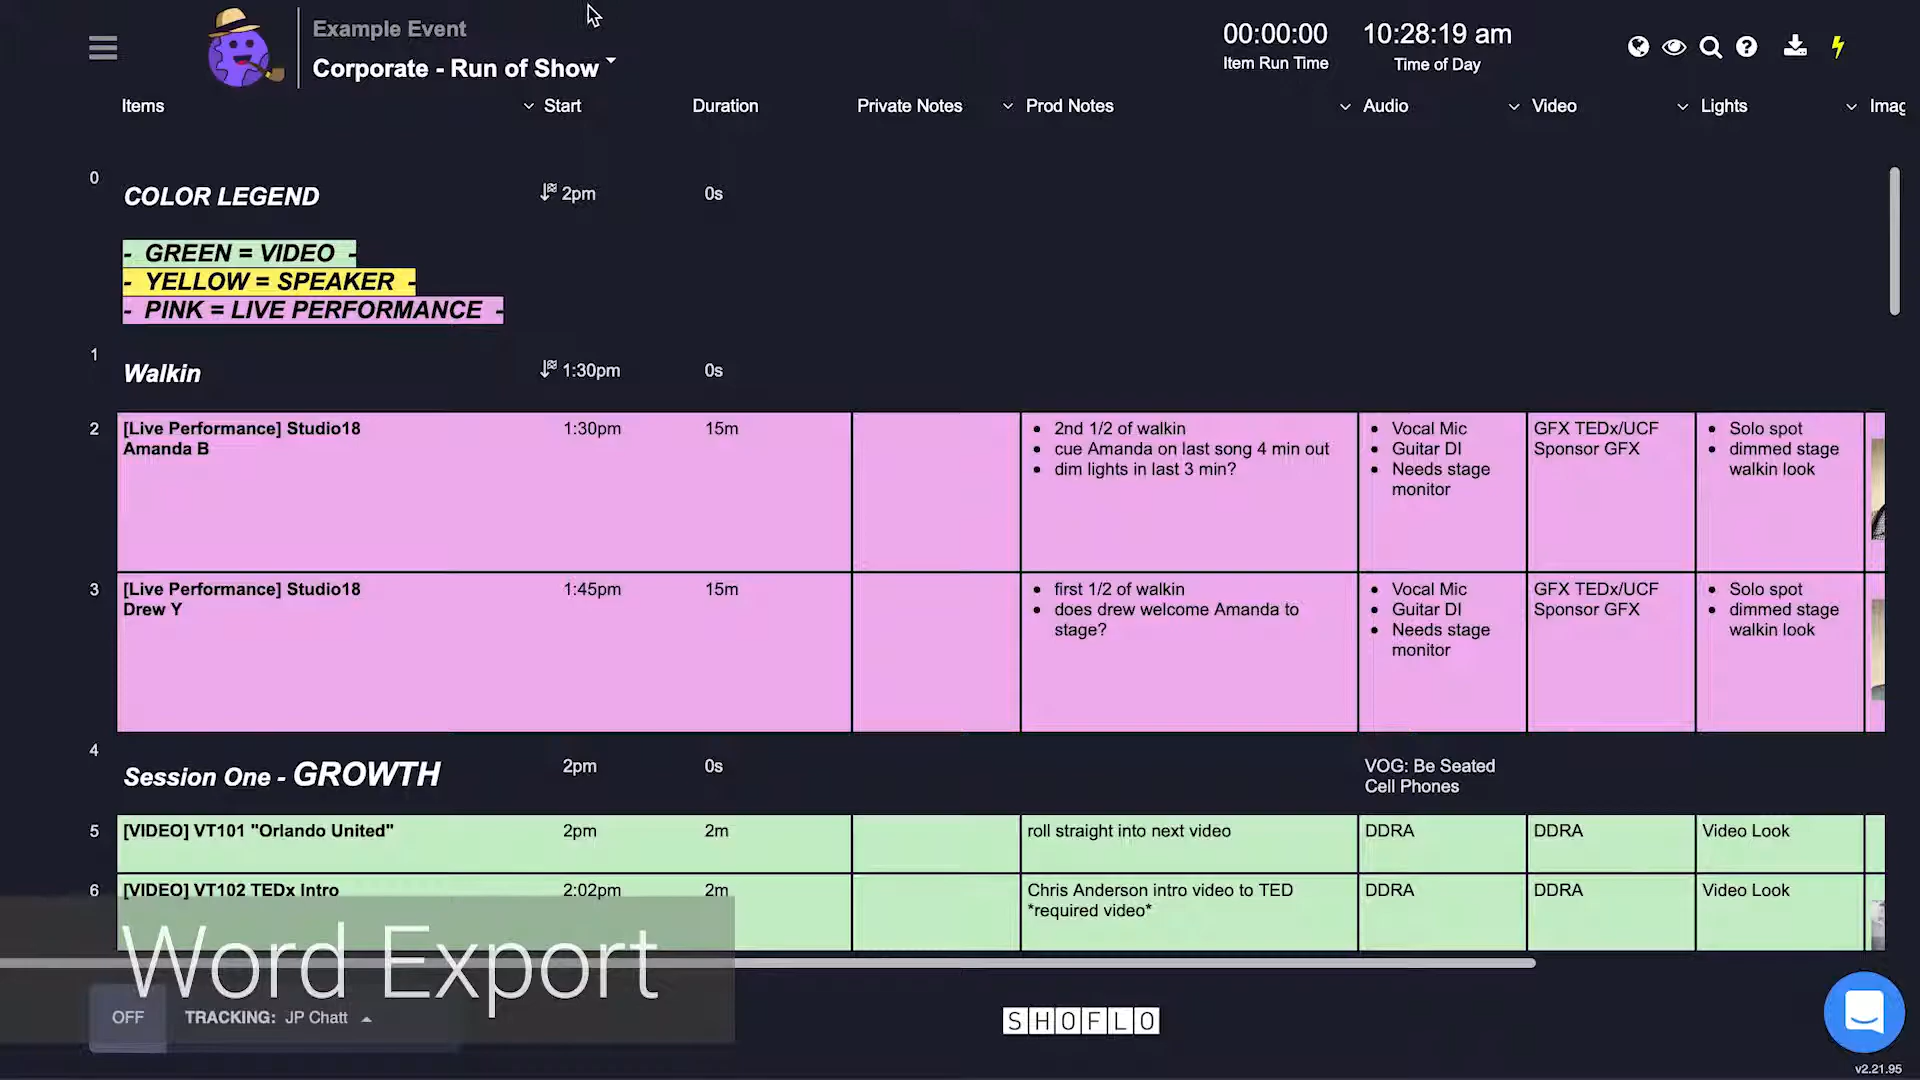 Example Event
Corporate - Run of Show
00:00:00
Item Run Time
10:28:19 am
Time of Day
Items
Start
Duration
Private Notes
Prod Notes
Audio
Video
Lights
Imag
0
COLOR LEGEND
2pm
0s
- GREEN = VIDEO -
- YELLOW = SPEAKER -
- PINK = LIVE PERFORMANCE -
1
Walkin
1:30pm
0s
2
[Live Performance] Studio18
Amanda B
1:30pm
15m
• 2nd 1/2 of walkin
• cue Amanda on last song 4 min out
• dim lights in last 3 min?
• Vocal Mic
• Guitar DI
• Needs stage
monitor
GFX TEDx/UCF
Sponsor GFX
• Solo spot
• dimmed stage
walkin look
3
[Live Performance] Studio18
Drew Y
1:45pm
15m
• first 1/2 of walkin
• does drew welcome Amanda to
stage?
• Vocal Mic
• Guitar DI
• Needs stage
monitor
GFX TEDx/UCF
Sponsor GFX
• Solo spot
• dimmed stage
walkin look
4
Session One - GROWTH
2pm
0s
VOG: Be Seated
Cell Phones
5
[VIDEO] VT101 "Orlando United"
2pm
2m
roll straight into next video
DDRA
DDRA
Video Look
6
[VIDEO] VT102 TEDx Intro
2:02pm
2m
Chris Anderson intro video to TED
*required video*
DDRA
DDRA
Video Look
Word Export
OFF
TRACKING: JP Chatt
SHOFLO
v2.21.95